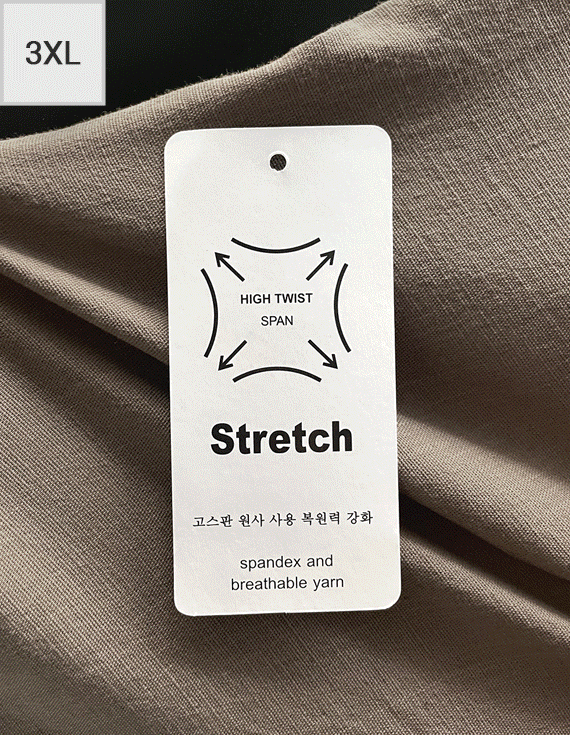 3XL
HIGH TWIST
SPAN
Stretch
고스판 원사 사용 복원력 강화
spandex and
breathable yarn